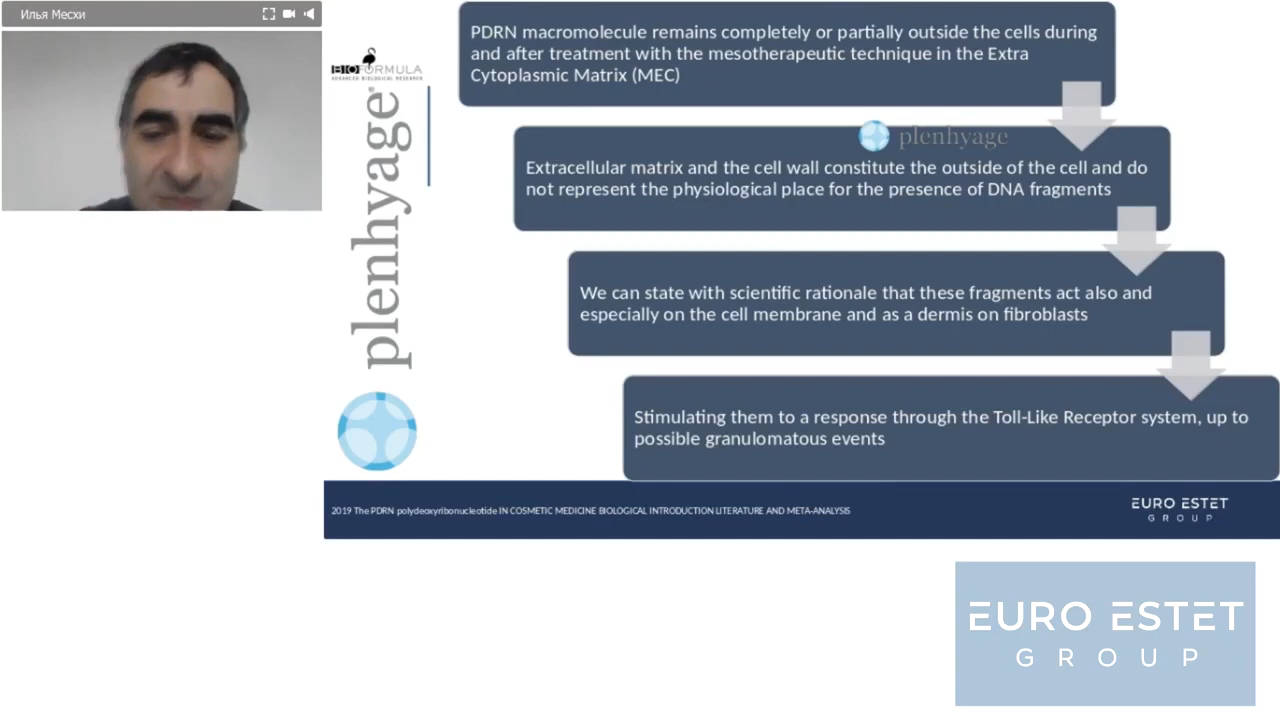 Илья Месхи
BIOFORMULA
ADVANCED BIOLOGICAL RESEARCH
plenhyage®
PDRN macromolecule remains completely or partially outside the cells during
and after treatment with the mesotherapeutic technique in the Extra
Cytoplasmic Matrix (MEC)
plenhyage
Extracellular matrix and the cell wall constitute the outside of the cell and do
not represent the physiological place for the presence of DNA fragments
We can state with scientific rationale that these fragments act also and
especially on the cell membrane and as a dermis on fibroblasts
Stimulating them to a response through the Toll-Like Receptor system, up to
possible granulomatous events
2019 The PDRN polydeoxyribonucleotide IN COSMETIC MEDICINE BIOLOGICAL INTRODUCTION LITERATURE AND META-ANALYSIS
EURO ESTET
GROUP
EURO ESTET
GROUP